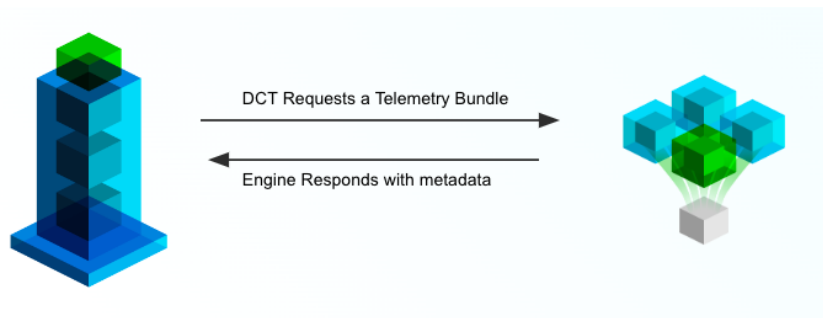 DCT Requests a Telemetry Bundle
Engine Responds with metadata